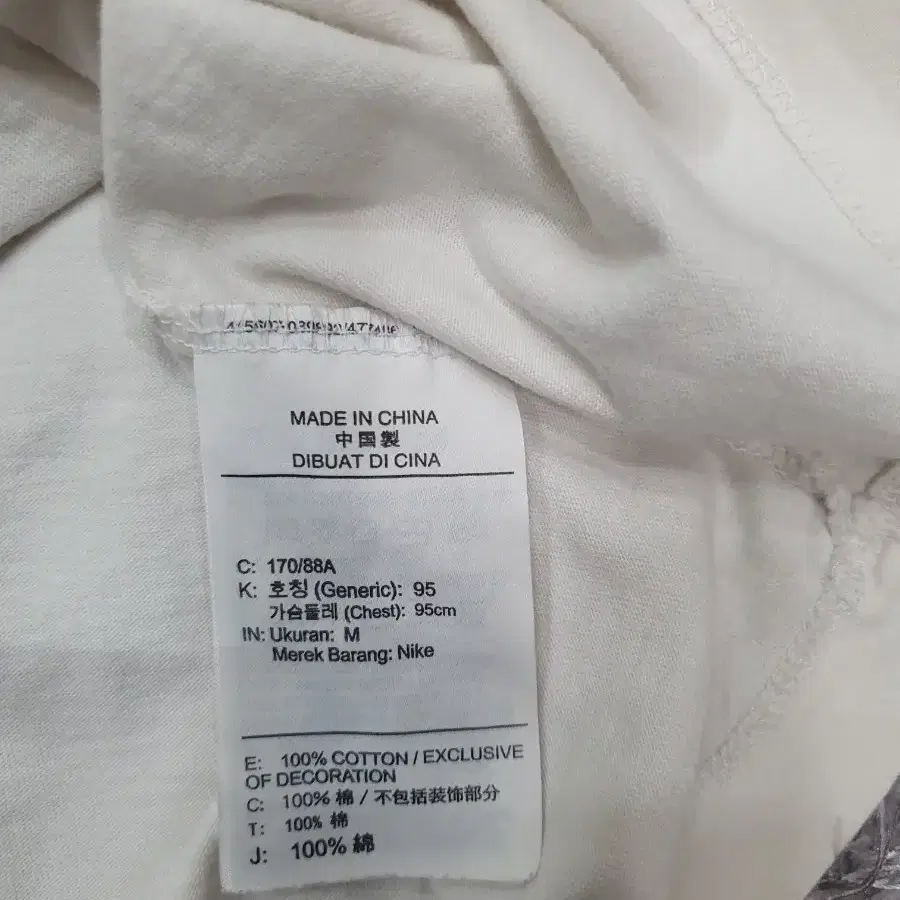 MADE IN CHINA
中国製
DIBUAT DI CINA
C: 170/88A
K: 호칭 (Generic): 95
가슴둘레 (Chest): 95cm
IN: Ukuran: M
Merek Barang: Nike
E: 100% COTTON / EXCLUSIVE
OF DECORATION
C: 100% 棉 / 不包括装饰部分
T: 100% 棉
J: 100% 綿